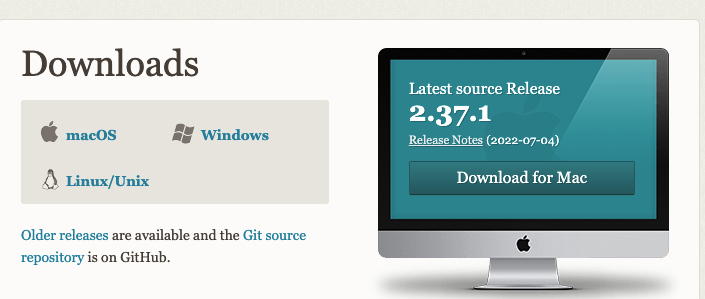 Downloads
macOS
Windows
Linux/Unix
Older releases are available and the Git source
repository is on GitHub.
Latest source Release
2.37.1
Release Notes (2022-07-04)
Download for Mac